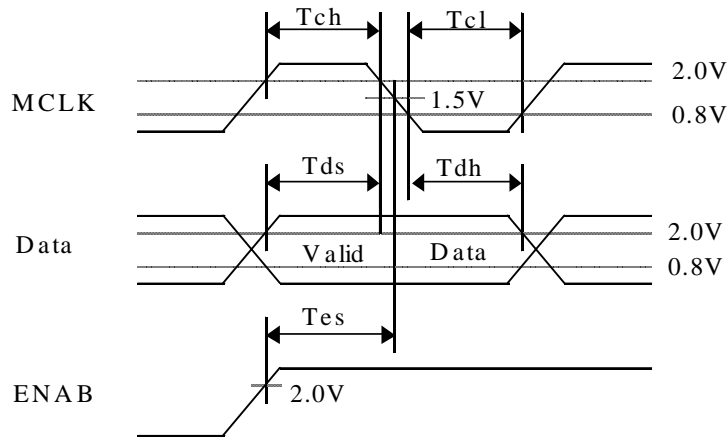 Tch Tcl
2.0V
MCLK 1.5V
0.8V
Tds Tdh
Data 2.0V
Valid Data
0.8V
Tes
ENAB 2.0V